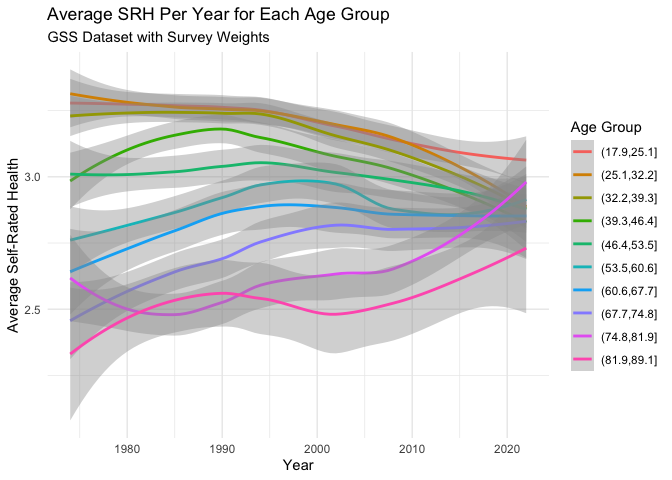 Average SRH Per Year for Each Age Group
GSS Dataset with Survey Weights
Average Self-Rated Health
3.0
2.5
1980 1990 2000 2010 2020
Year
Age Group
(17.9,25.1]
(25.1,32.2]
(32.2,39.3]
(39.3,46.4]
(46.4,53.5]
(53.5,60.6]
(60.6,67.7]
(67.7,74.8]
(74.8,81.9]
(81.9,89.1]